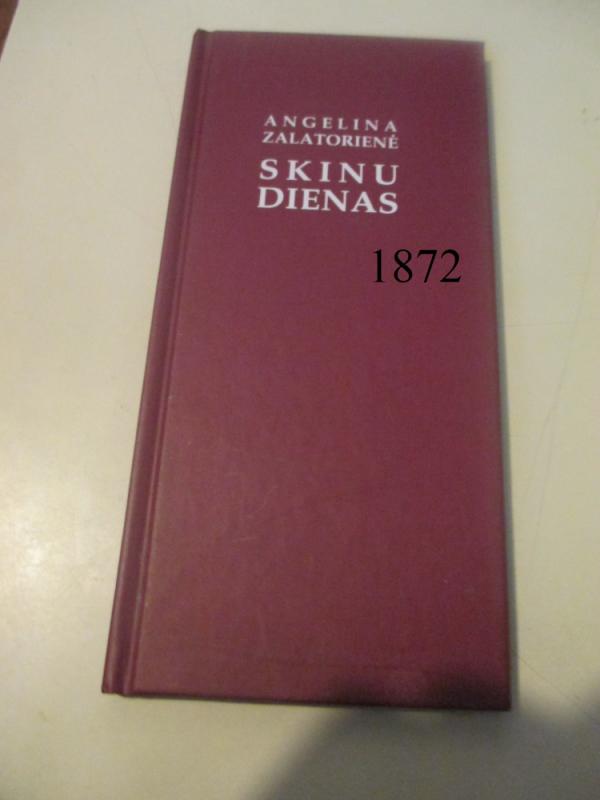 ANGELINA
ZALATORIENĖ
SKINU
DIENAS
1872